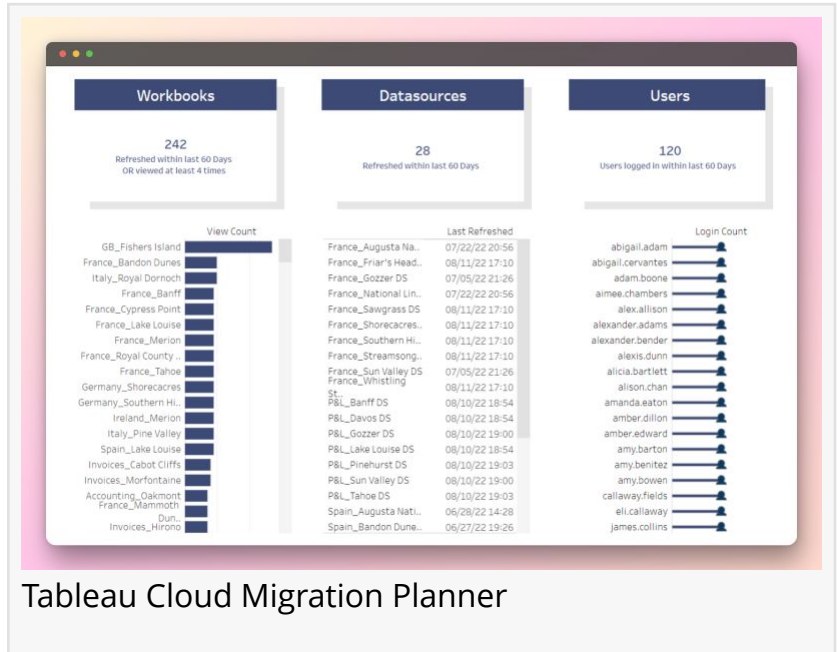 Workbooks
242
Refreshed within last 60 Days
OR viewed at least 4 times
Datasources
28
Refreshed within last 60 Days
Users
120
Users logged in within last 60 Days
View Count
GB_Fishers Island
France_Bandon Dunes
Italy_Royal Dornoch
France_Banff
France_Cypress Point
France_Lake Louise
France_Merion
France_Royal County ..
France_Tahoe
Germany_Shorecacres
Germany_Southern Hi..
Ireland_Merion
Italy_Pine Valley
Spain_Lake Louise
Invoices_Cabot Cliffs
Invoices_Morfontaine
Accounting_Oakmont
France_Mammoth
Dun..
Invoices_Hirono
Last Refreshed
France_Augusta Na.. 07/22/22 20:56
France_Friar's Head.. 08/11/22 17:10
France_Gozzer DS 07/05/22 21:26
France_National Lin.. 07/22/22 20:56
France_Sawgrass DS 08/11/22 17:10
France_Shorecacres.. 08/11/22 17:10
France_Southern Hi.. 08/11/22 17:10
France_Streamsong.. 08/11/22 17:10
France_Sun Valley DS 07/05/22 21:26
France_Whistling
St.. 08/11/22 17:10
P&L_Banff DS 08/10/22 18:54
P&L_Davos DS 08/10/22 18:54
P&L_Gozzer DS 08/10/22 19:00
P&L_Lake Louise DS 08/10/22 18:54
P&L_Pinehurst DS 08/10/22 19:03
P&L_Sun Valley DS 08/10/22 19:00
P&L_Tahoe DS 08/10/22 19:03
Spain_Augusta Nati.. 06/28/22 14:28
Spain_Bandon Dune.. 06/27/22 19:26
Login Count
abigail.adam
abigail.cervantes
adam.boone
aimee.chambers
alex.allison
alexander.adams
alexander.bender
alexis.dunn
alicia.bartlett
alison.chan
amanda.eaton
amber.dillon
amber.edward
amy.barton
amy.benitez
amy.bowen
callaway.fields
eli.callaway
james.collins
Tableau Cloud Migration Planner